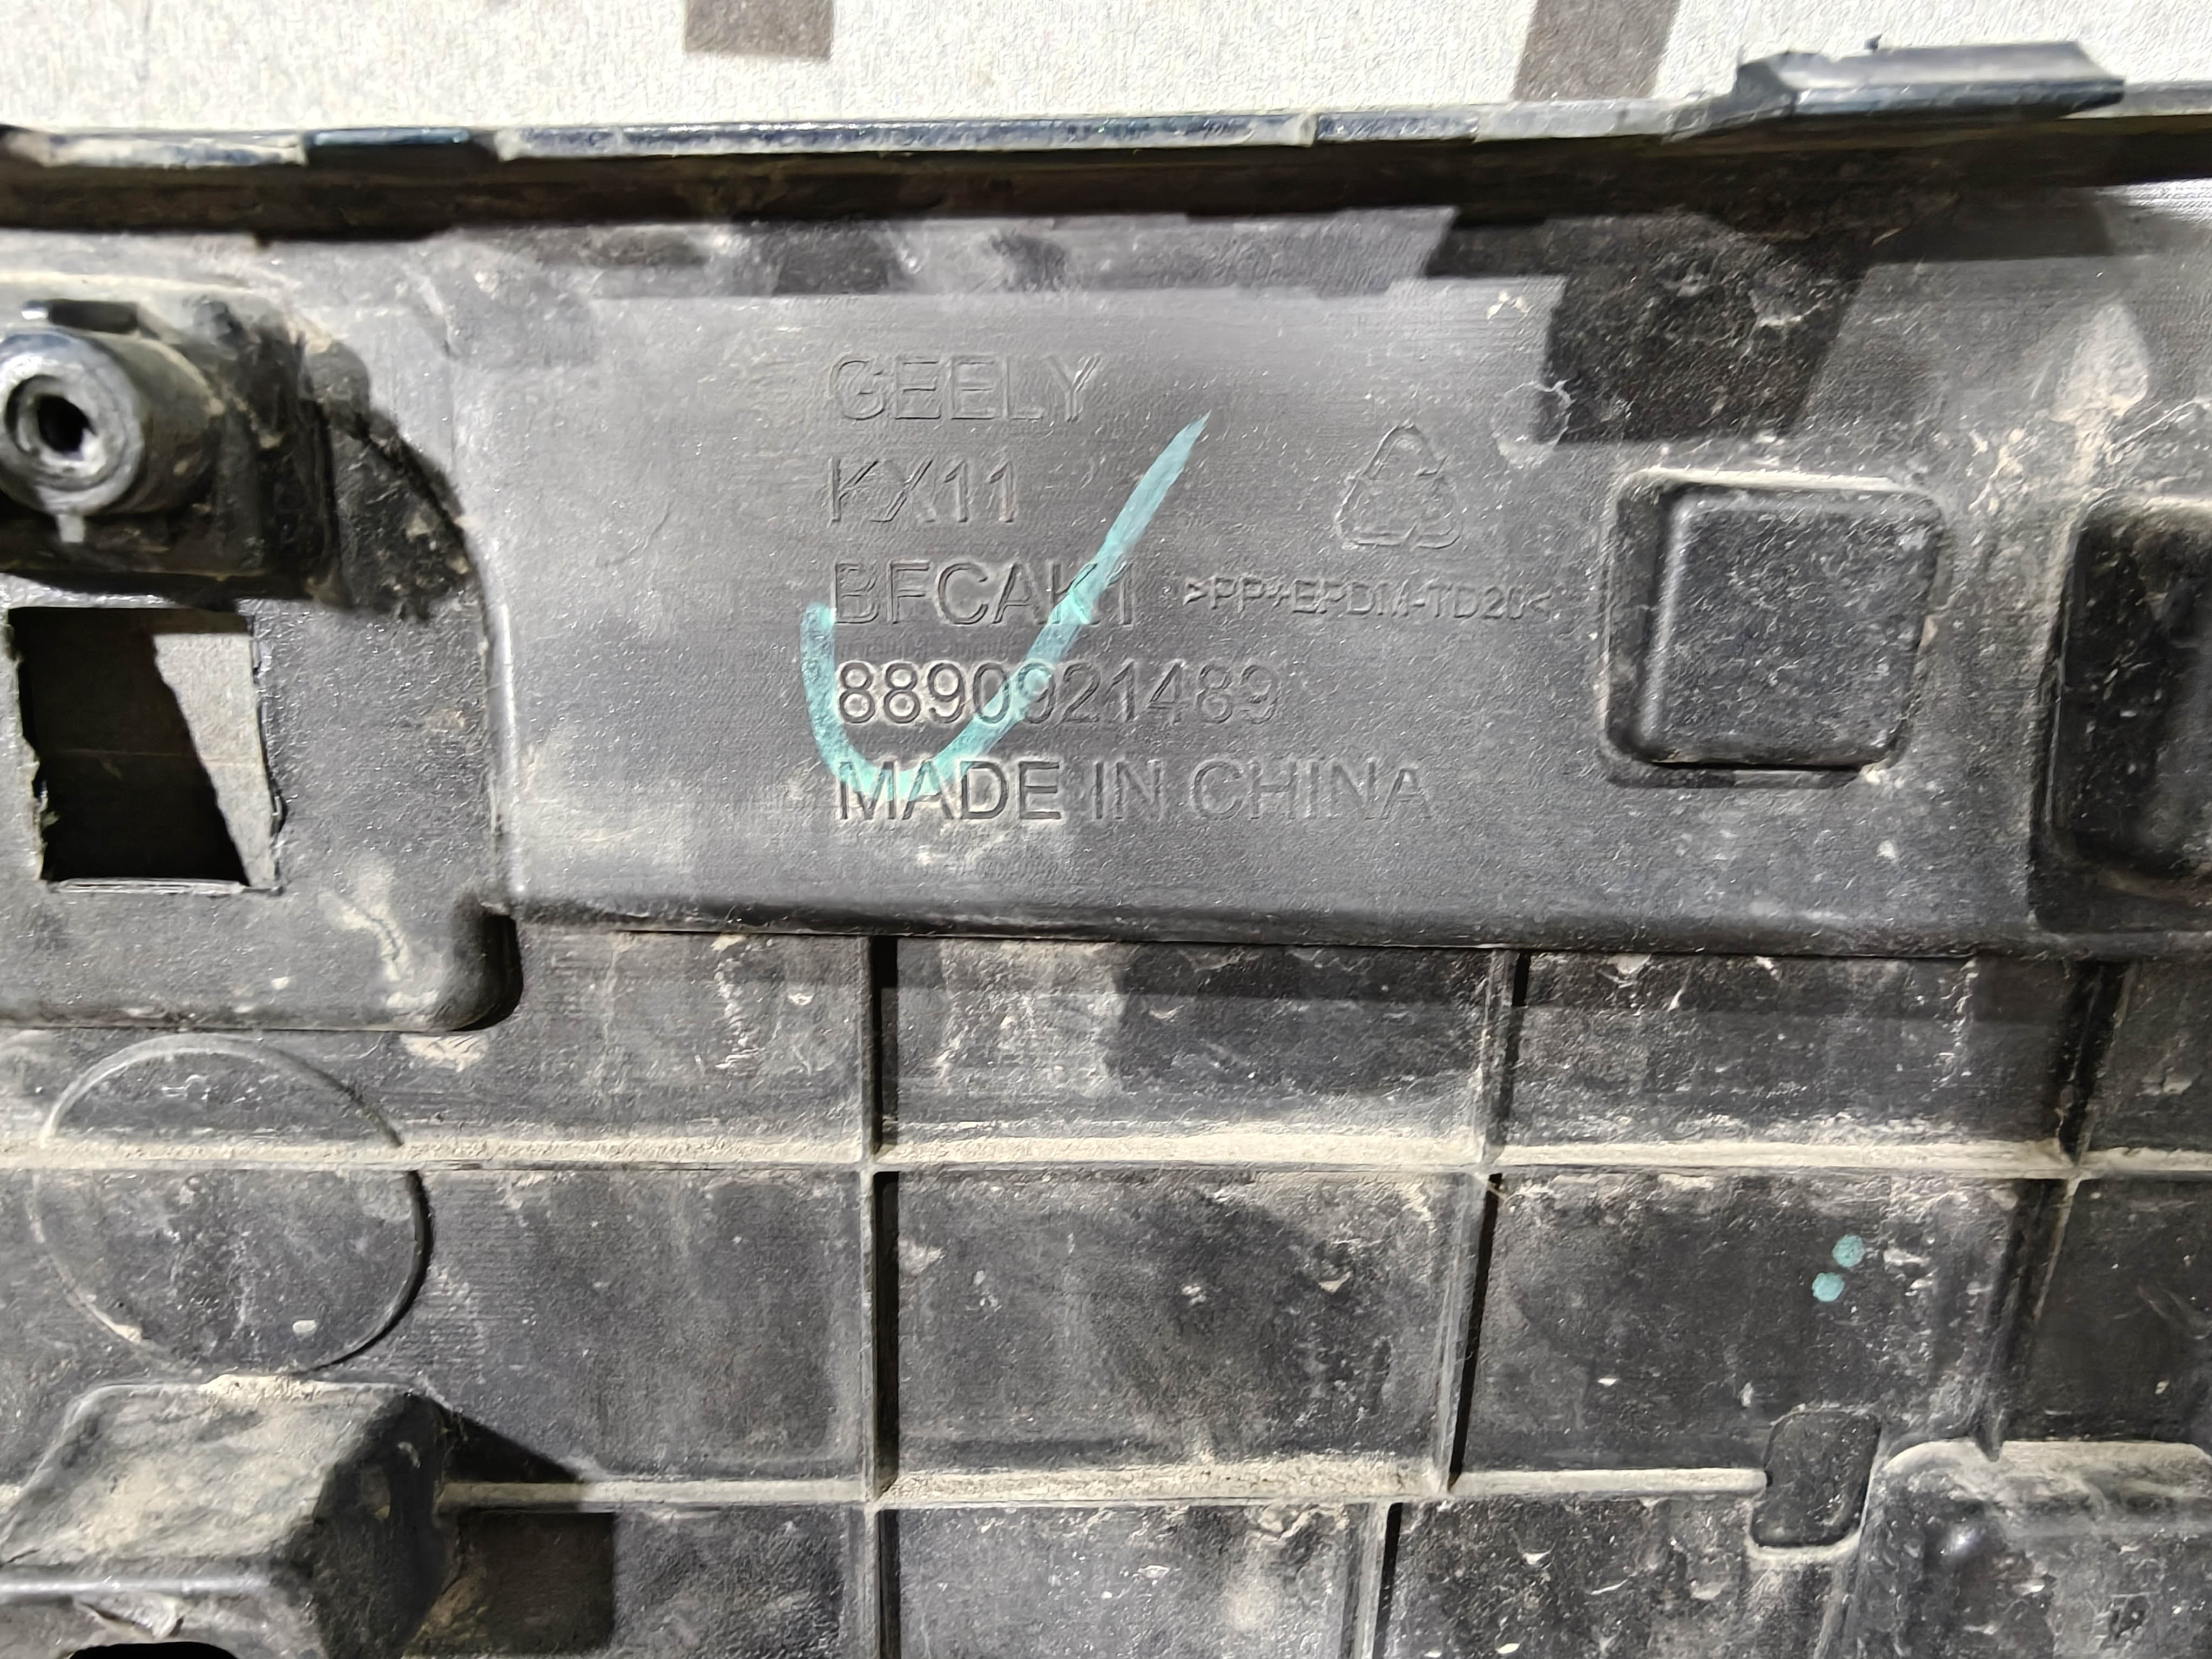 GEELY
KX11
BFCAK1
>PP+EPDM-TD20<
8890921489
MADE IN CHINA